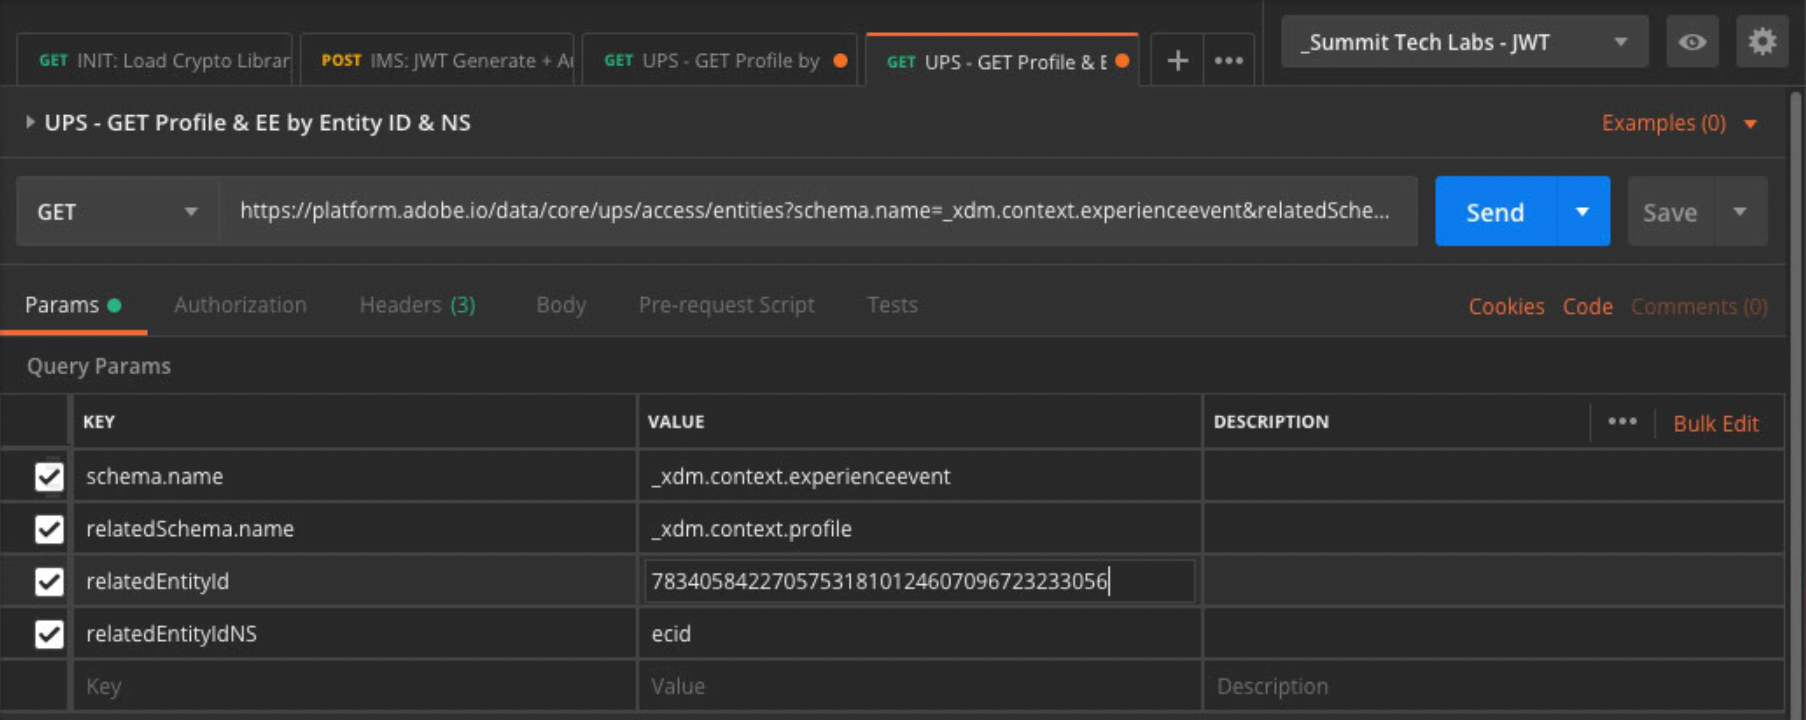 GET INIT: Load Crypto Librar POST IMS: JWT Generate + Au GET UPS - GET Profile by GET UPS - GET Profile & E + ••• _Summit Tech Labs - JWT
UPS - GET Profile & EE by Entity ID & NS Examples (0)
GET https://platform.adobe.io/data/core/ups/access/entities?schema.name=_xdm.context.experienceevent&relatedSche... Send Save
Params Authorization Headers (3) Body Pre-request Script Tests Cookies Code Comments (0)
Query Params
KEY VALUE DESCRIPTION ••• Bulk Edit
schema.name _xdm.context.experienceevent
relatedSchema.name _xdm.context.profile
relatedEntityId 78340584227057531810124607096723233056
relatedEntityIdNS ecid
Key Value Description